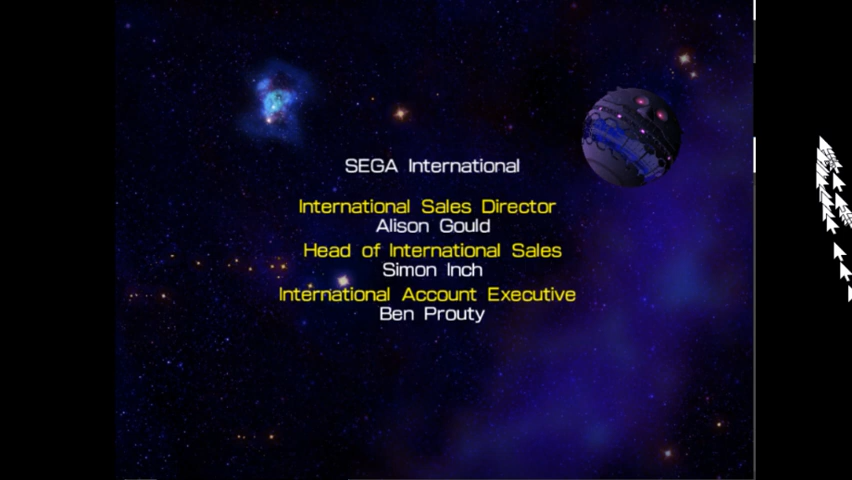 SEGA International
International Sales Director
Alison Gould
Head of International Sales
Simon Inch
International Account Executive
Ben Prouty